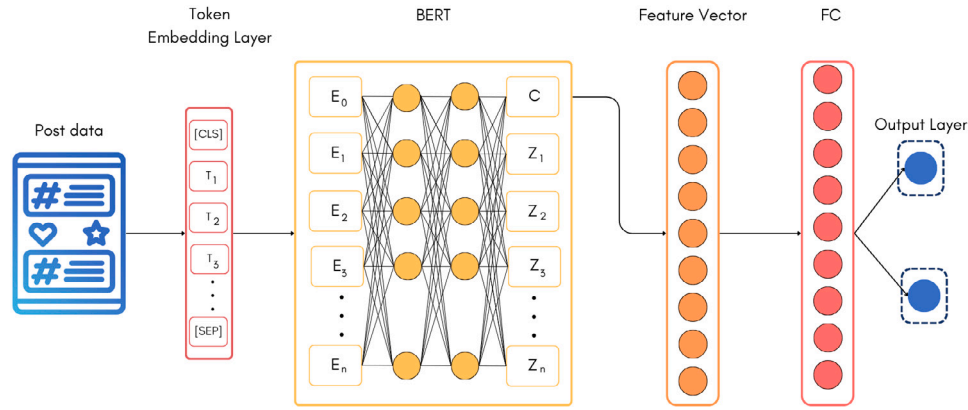 Token
Embedding Layer
BERT
Feature Vector
FC
Post data
Output Layer
#
#
[CLS]
T₁
T₂
T₃
[SEP]
E₀
E₁
E₂
E₃
Eₙ
C
Z₁
Z₂
Z₃
Zₙ